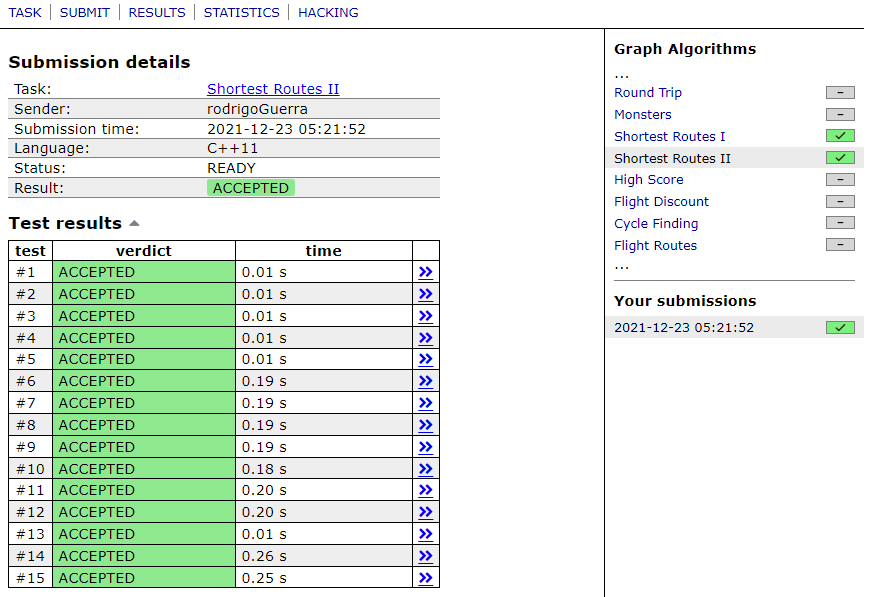 TASK SUBMIT RESULTS STATISTICS HACKING
Submission details
Task: Shortest Routes II
Sender: rodrigoGuerra
Submission time: 2021-12-23 05:21:52
Language: C++11
Status: READY
Result: ACCEPTED
Test results
test verdict time
#1 ACCEPTED 0.01 s »
#2 ACCEPTED 0.01 s »
#3 ACCEPTED 0.01 s »
#4 ACCEPTED 0.01 s »
#5 ACCEPTED 0.01 s »
#6 ACCEPTED 0.19 s »
#7 ACCEPTED 0.19 s »
#8 ACCEPTED 0.19 s »
#9 ACCEPTED 0.19 s »
#10 ACCEPTED 0.18 s »
#11 ACCEPTED 0.20 s »
#12 ACCEPTED 0.20 s »
#13 ACCEPTED 0.01 s »
#14 ACCEPTED 0.26 s »
#15 ACCEPTED 0.25 s »
Graph Algorithms
...
Round Trip –
Monsters –
Shortest Routes I ✓
Shortest Routes II ✓
High Score –
Flight Discount –
Cycle Finding –
Flight Routes –
...
Your submissions
2021-12-23 05:21:52 ✓